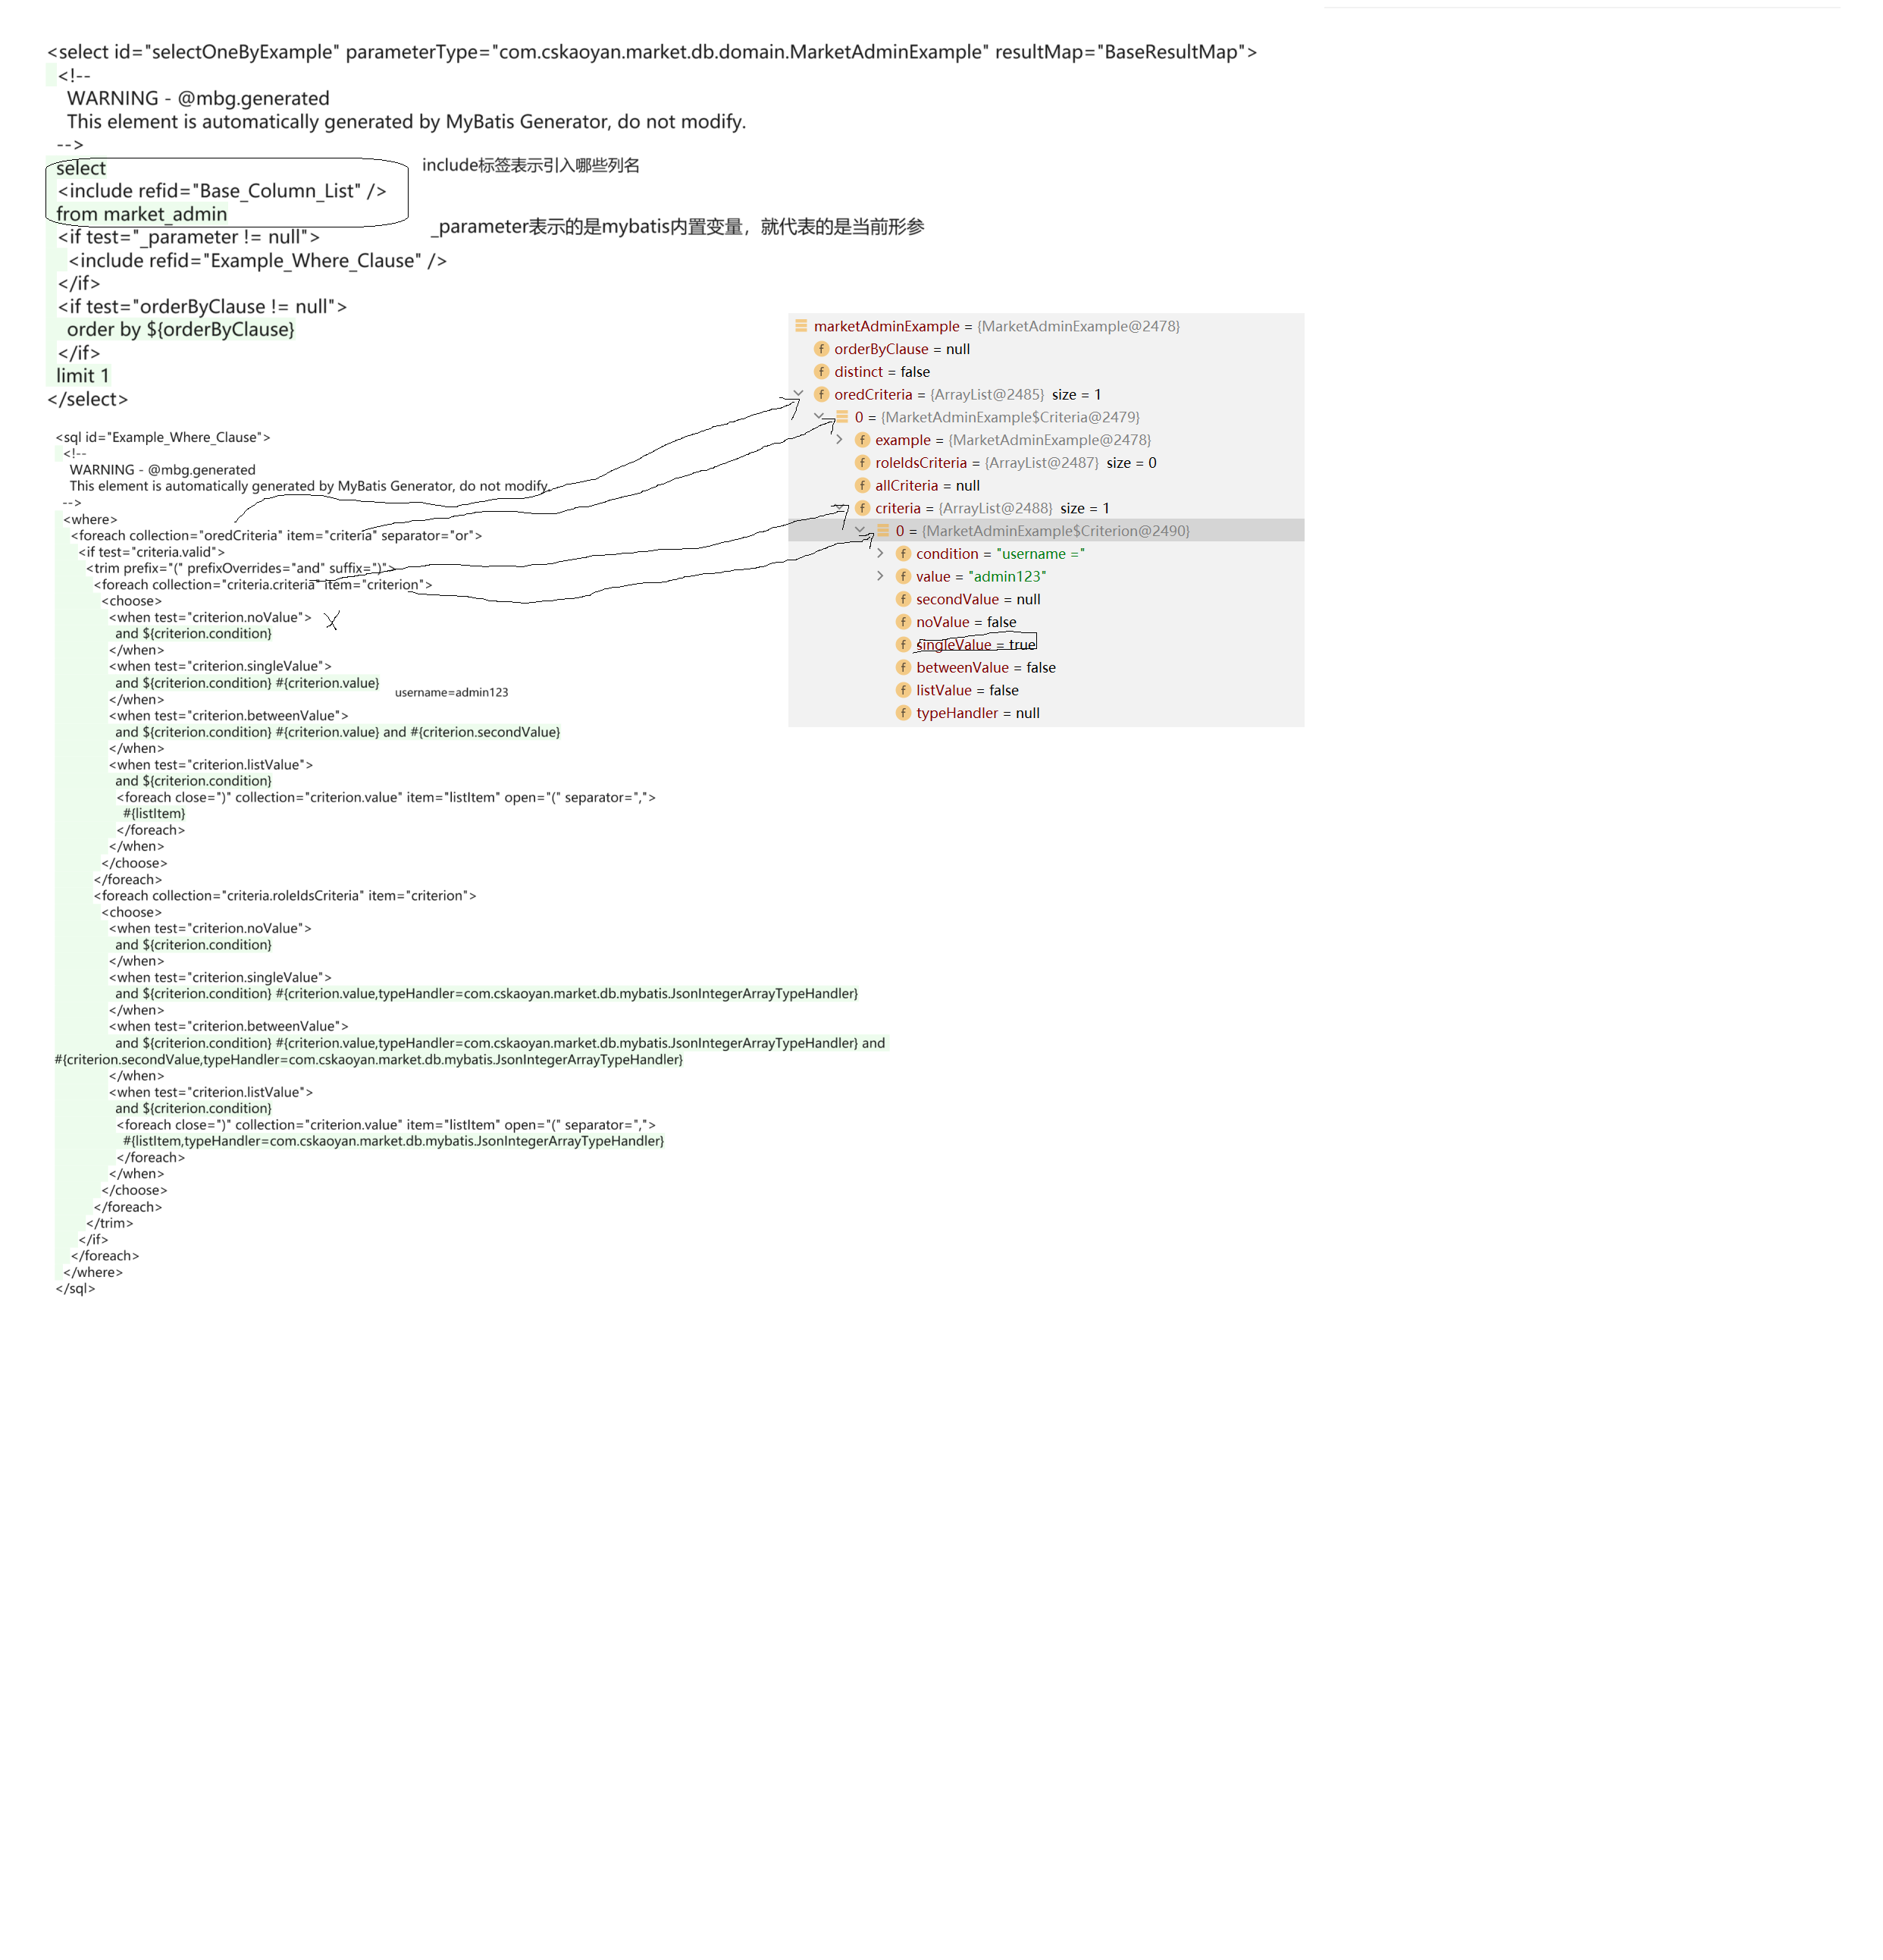 <select id="selectOneByExample" parameterType="com.cskaoyan.market.db.domain.MarketAdminExample" resultMap="BaseResultMap">
<!--
WARNING - @mbg.generated
This element is automatically generated by MyBatis Generator, do not modify.
-->
select
include标签表示引入哪些列名
<include refid="Base_Column_List" />
from market_admin
_parameter表示的是mybatis内置变量，就代表的是当前形参
<if test="_parameter != null">
<include refid="Example_Where_Clause" />
</if>
<if test="orderByClause != null">
order by ${orderByClause}
</if>
limit 1
</select>
marketAdminExample = {MarketAdminExample@2478}
f orderByClause = null
f distinct = false
f oredCriteria = {ArrayList@2485} size = 1
0 = {MarketAdminExample$Criteria@2479}
f example = {MarketAdminExample@2478}
f roleIdsCriteria = {ArrayList@2487} size = 0
f allCriteria = null
f criteria = {ArrayList@2488} size = 1
0 = {MarketAdminExample$Criterion@2490}
f condition = "username ="
f value = "admin123"
f secondValue = null
f noValue = false
f singleValue = true
f betweenValue = false
f listValue = false
f typeHandler = null
<sql id="Example_Where_Clause">
<!--
WARNING - @mbg.generated
This element is automatically generated by MyBatis Generator, do not modify.
-->
<where>
<foreach collection="oredCriteria" item="criteria" separator="or">
<if test="criteria.valid">
<trim prefix="(" prefixOverrides="and" suffix=")">
<foreach collection="criteria.criteria" item="criterion">
<choose>
<when test="criterion.noValue">
and ${criterion.condition}
</when>
<when test="criterion.singleValue">
and ${criterion.condition} #{criterion.value}
username=admin123
</when>
<when test="criterion.betweenValue">
and ${criterion.condition} #{criterion.value} and #{criterion.secondValue}
</when>
<when test="criterion.listValue">
and ${criterion.condition}
<foreach close=")" collection="criterion.value" item="listItem" open="(" separator=",">
#{listItem}
</foreach>
</when>
</choose>
</foreach>
<foreach collection="criteria.roleIdsCriteria" item="criterion">
<choose>
<when test="criterion.noValue">
and ${criterion.condition}
</when>
<when test="criterion.singleValue">
and ${criterion.condition} #{criterion.value,typeHandler=com.cskaoyan.market.db.mybatis.JsonIntegerArrayTypeHandler}
</when>
<when test="criterion.betweenValue">
and ${criterion.condition} #{criterion.value,typeHandler=com.cskaoyan.market.db.mybatis.JsonIntegerArrayTypeHandler} and
#{criterion.secondValue,typeHandler=com.cskaoyan.market.db.mybatis.JsonIntegerArrayTypeHandler}
</when>
<when test="criterion.listValue">
and ${criterion.condition}
<foreach close=")" collection="criterion.value" item="listItem" open="(" separator=",">
#{listItem,typeHandler=com.cskaoyan.market.db.mybatis.JsonIntegerArrayTypeHandler}
</foreach>
</when>
</choose>
</foreach>
</trim>
</if>
</foreach>
</where>
</sql>